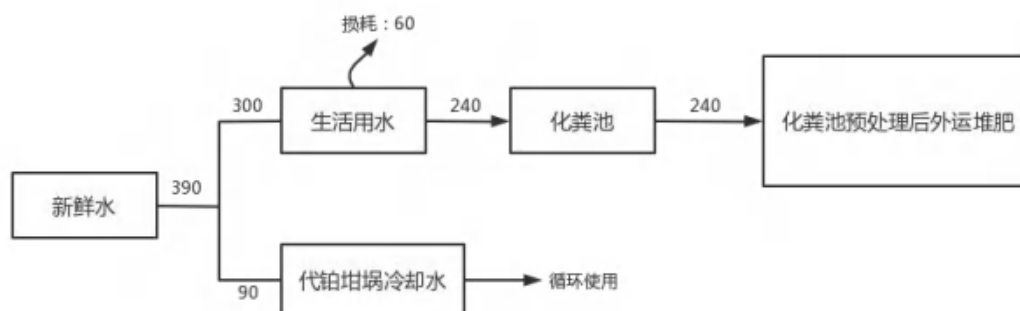 损耗：60
300
生活用水
240
化粪池
240
化粪池预处理后外运堆肥
新鲜水
390
90
代铂坩埚冷却水
循环使用